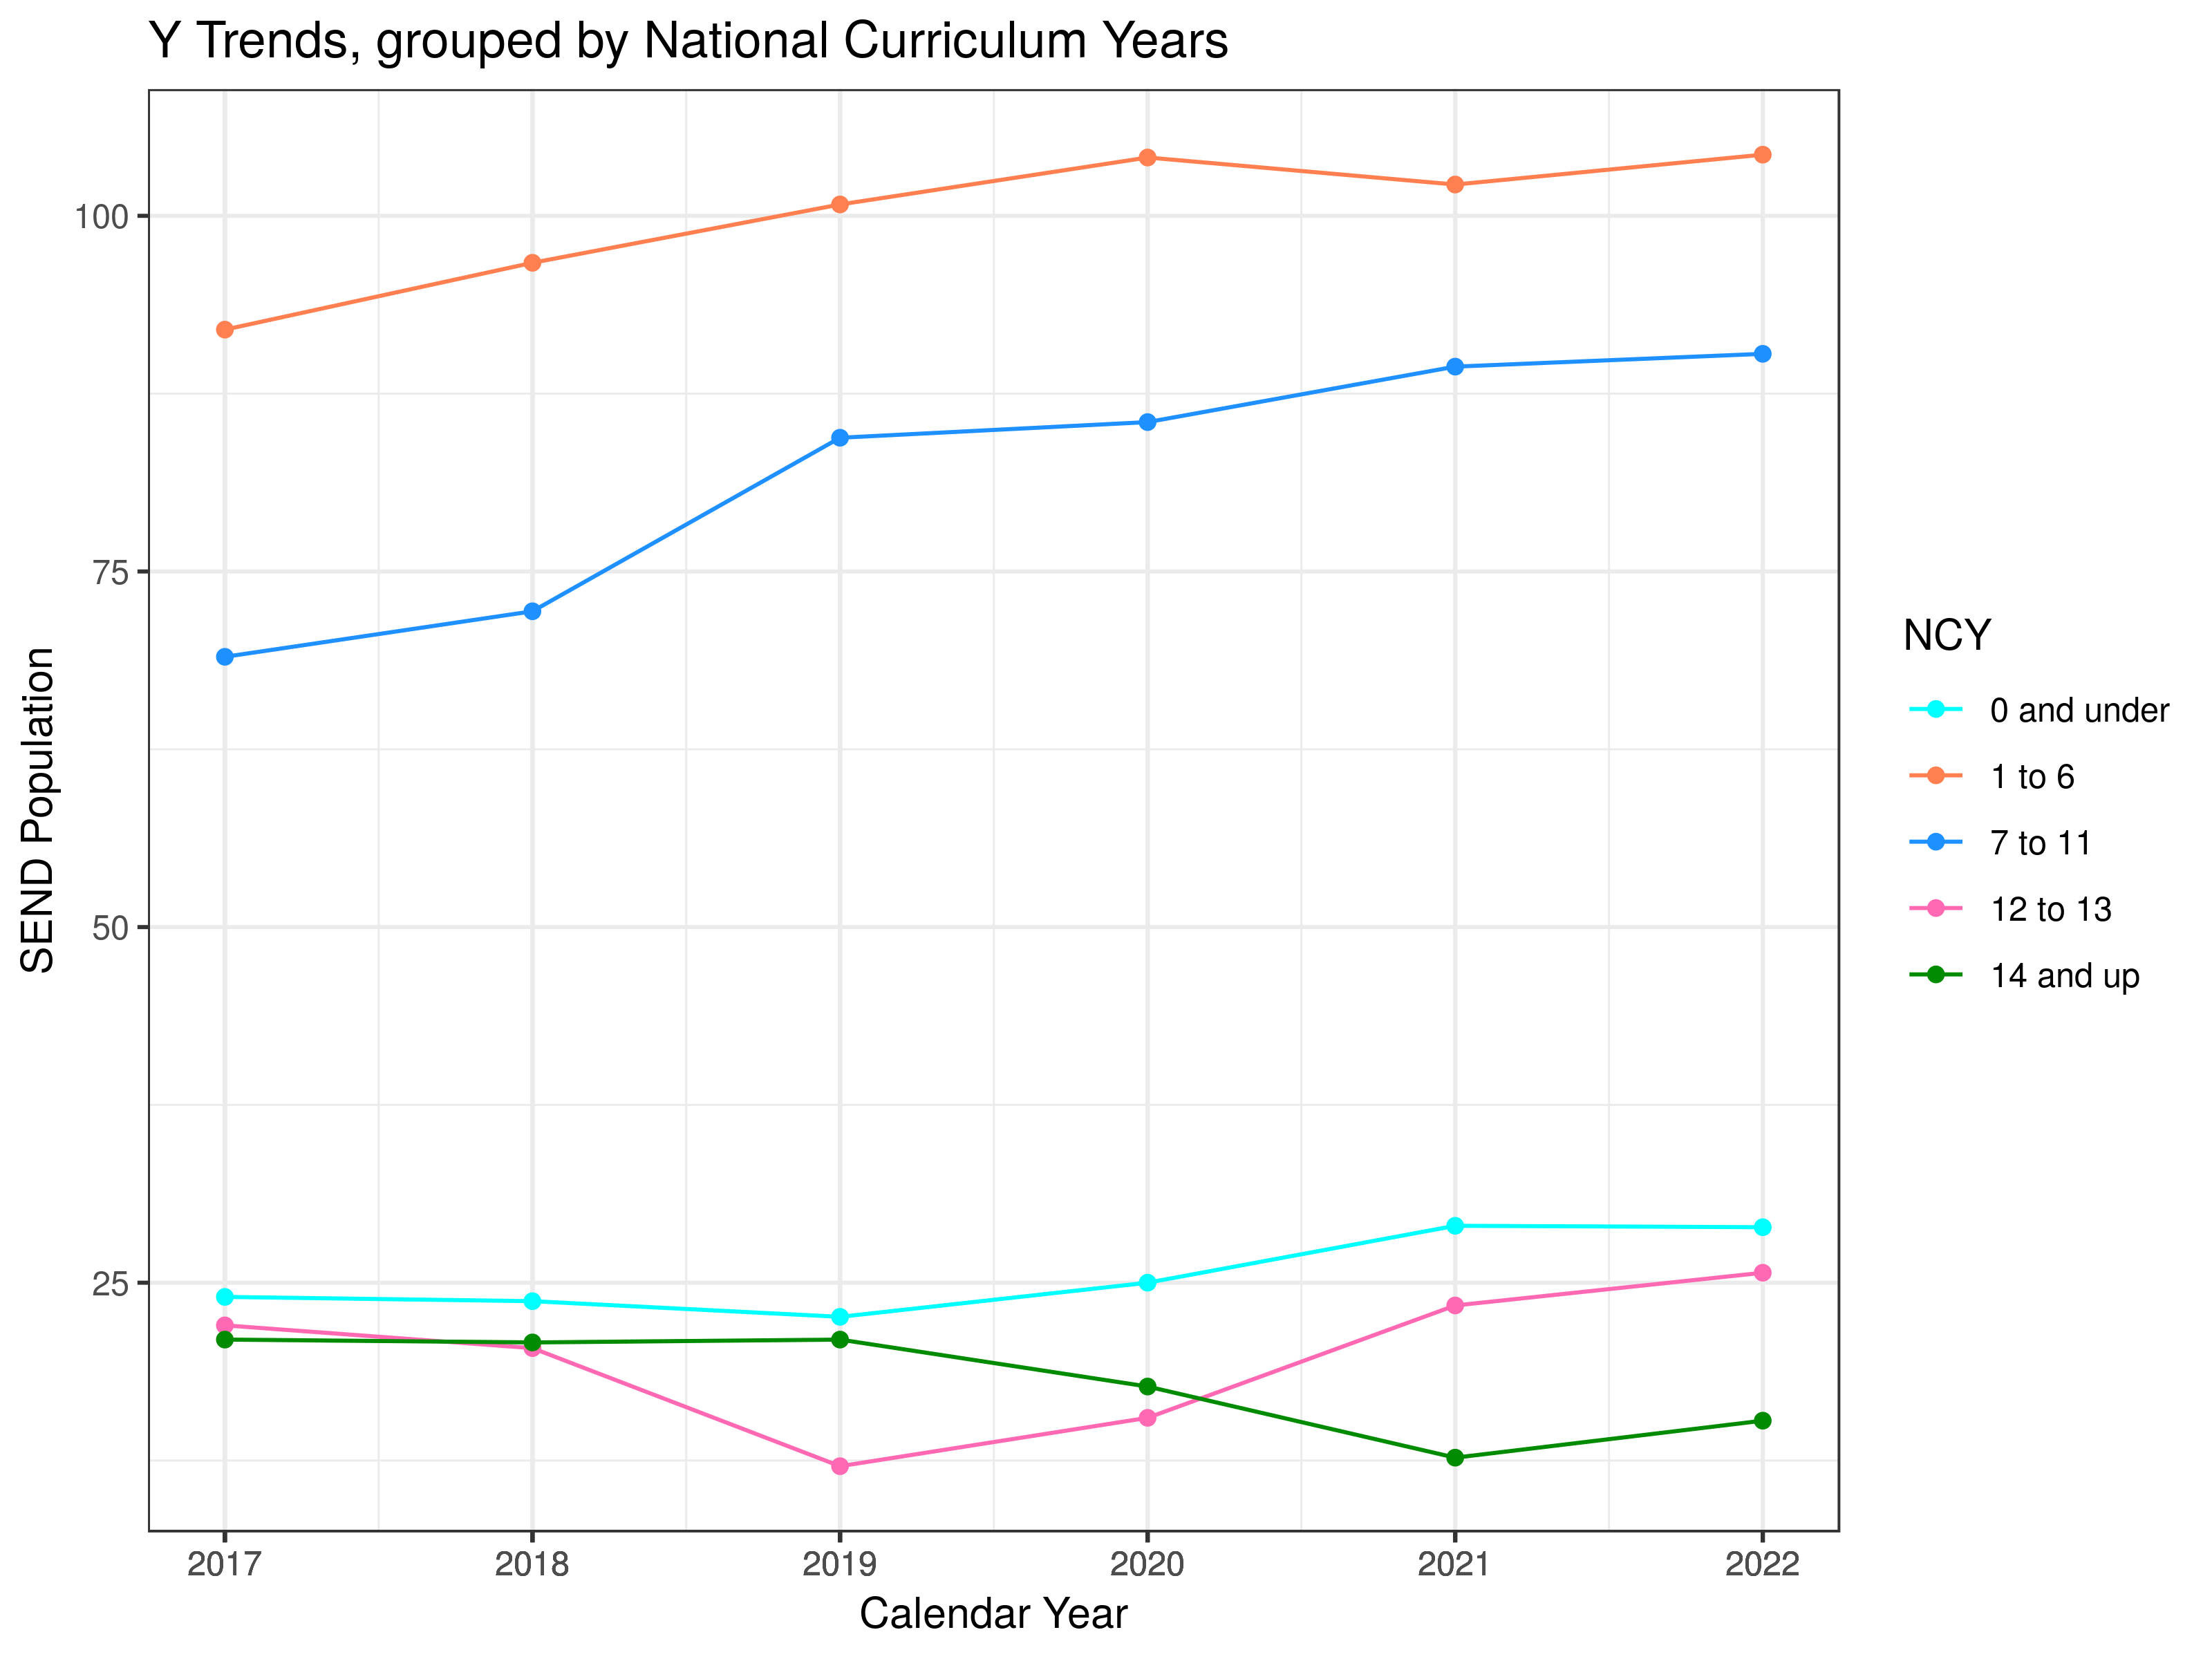 Y Trends, grouped by National Curriculum Years
SEND Population
100
75
50
25
2017
2018
2019
2020
2021
2022
Calendar Year
NCY
0 and under
1 to 6
7 to 11
12 to 13
14 and up